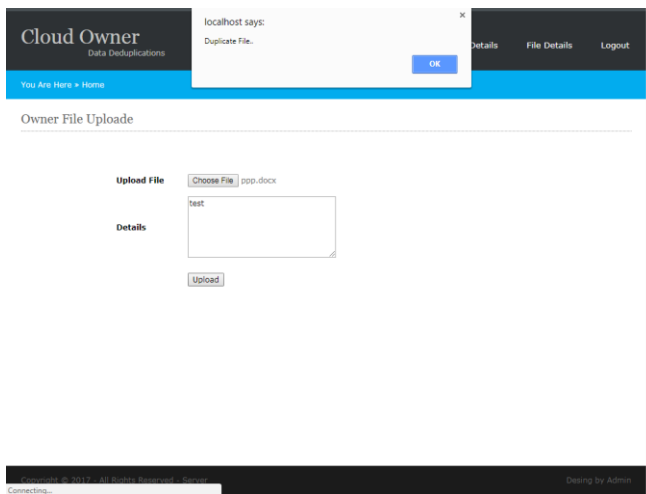 localhost says:
×
Duplicate File..
OK
Cloud Owner
Data Deduplications
Details
File Details
Logout
You Are Here » Home
Owner File Uploade
Upload File
Choose File ppp.docx
Details
test
Upload
Copyright © 2017 - All Rights Reserved - Server
Desing by Admin
Connecting...